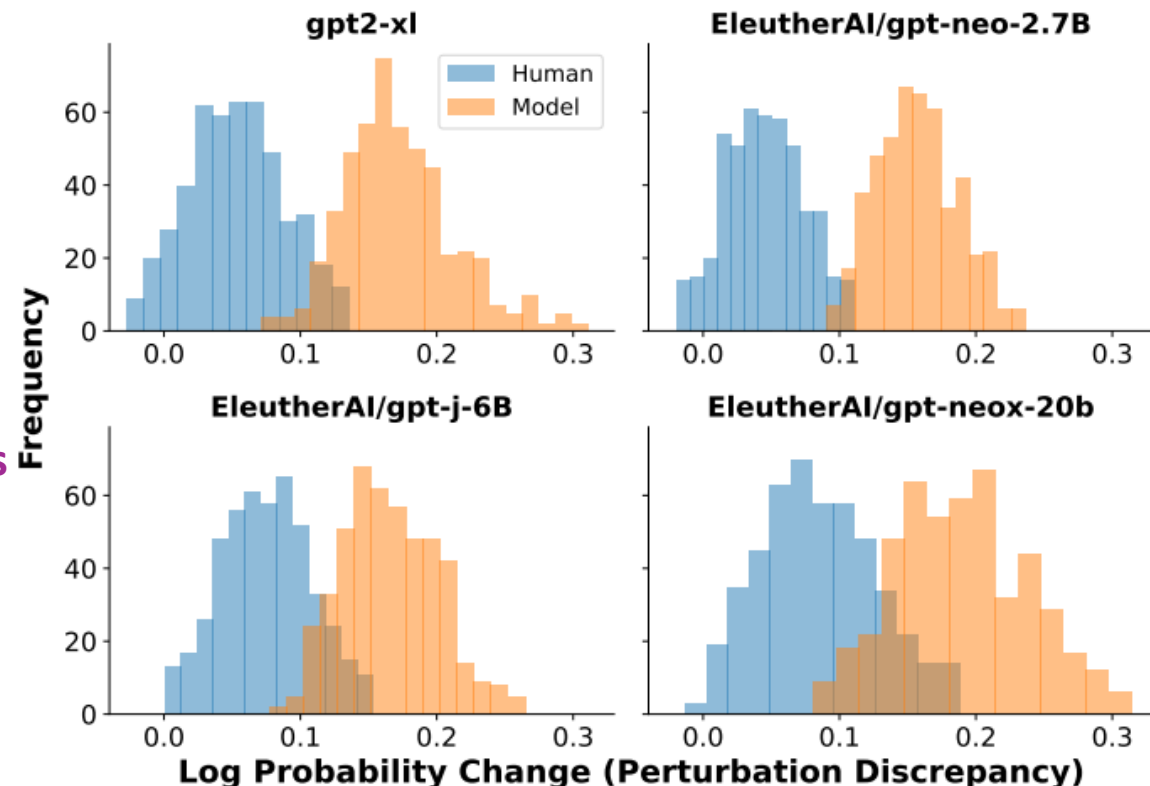 gpt2-xl
EleutherAI/gpt-neo-2.7B
Human
Model
60
40
20
0
0.0 0.1 0.2 0.3
0.0 0.1 0.2 0.3
EleutherAI/gpt-j-6B
EleutherAI/gpt-neox-20b
60
40
20
0
0.0 0.1 0.2 0.3
0.0 0.1 0.2 0.3
Frequency
s
Log Probability Change (Perturbation Discrepancy)